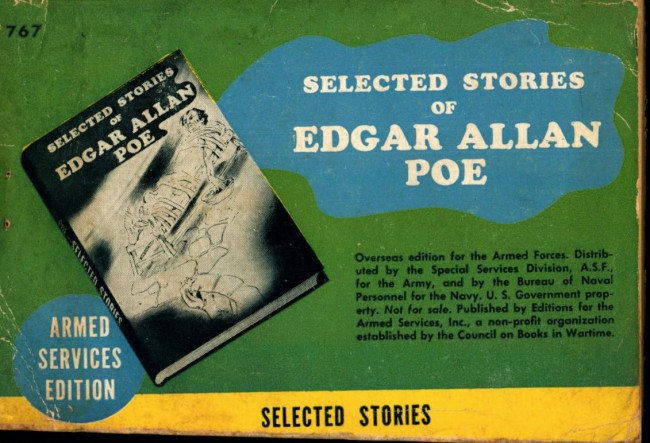 767
SELECTED STORIES
OF
EDGAR ALLAN
POE
SELECTED STORIES
OF
EDGAR ALLAN
POE
SELECTED STORIES
Overseas edition for the Armed Forces. Distrib-
uted by the Special Services Division, A.S.F.,
for the Army, and by the Bureau of Naval
Personnel for the Navy. U. S. Government prop-
erty. Not for sale. Published by Editions for the
Armed Services, Inc., a non-profit organization
established by the Council on Books in Wartime.
ARMED
SERVICES
EDITION
SELECTED STORIES